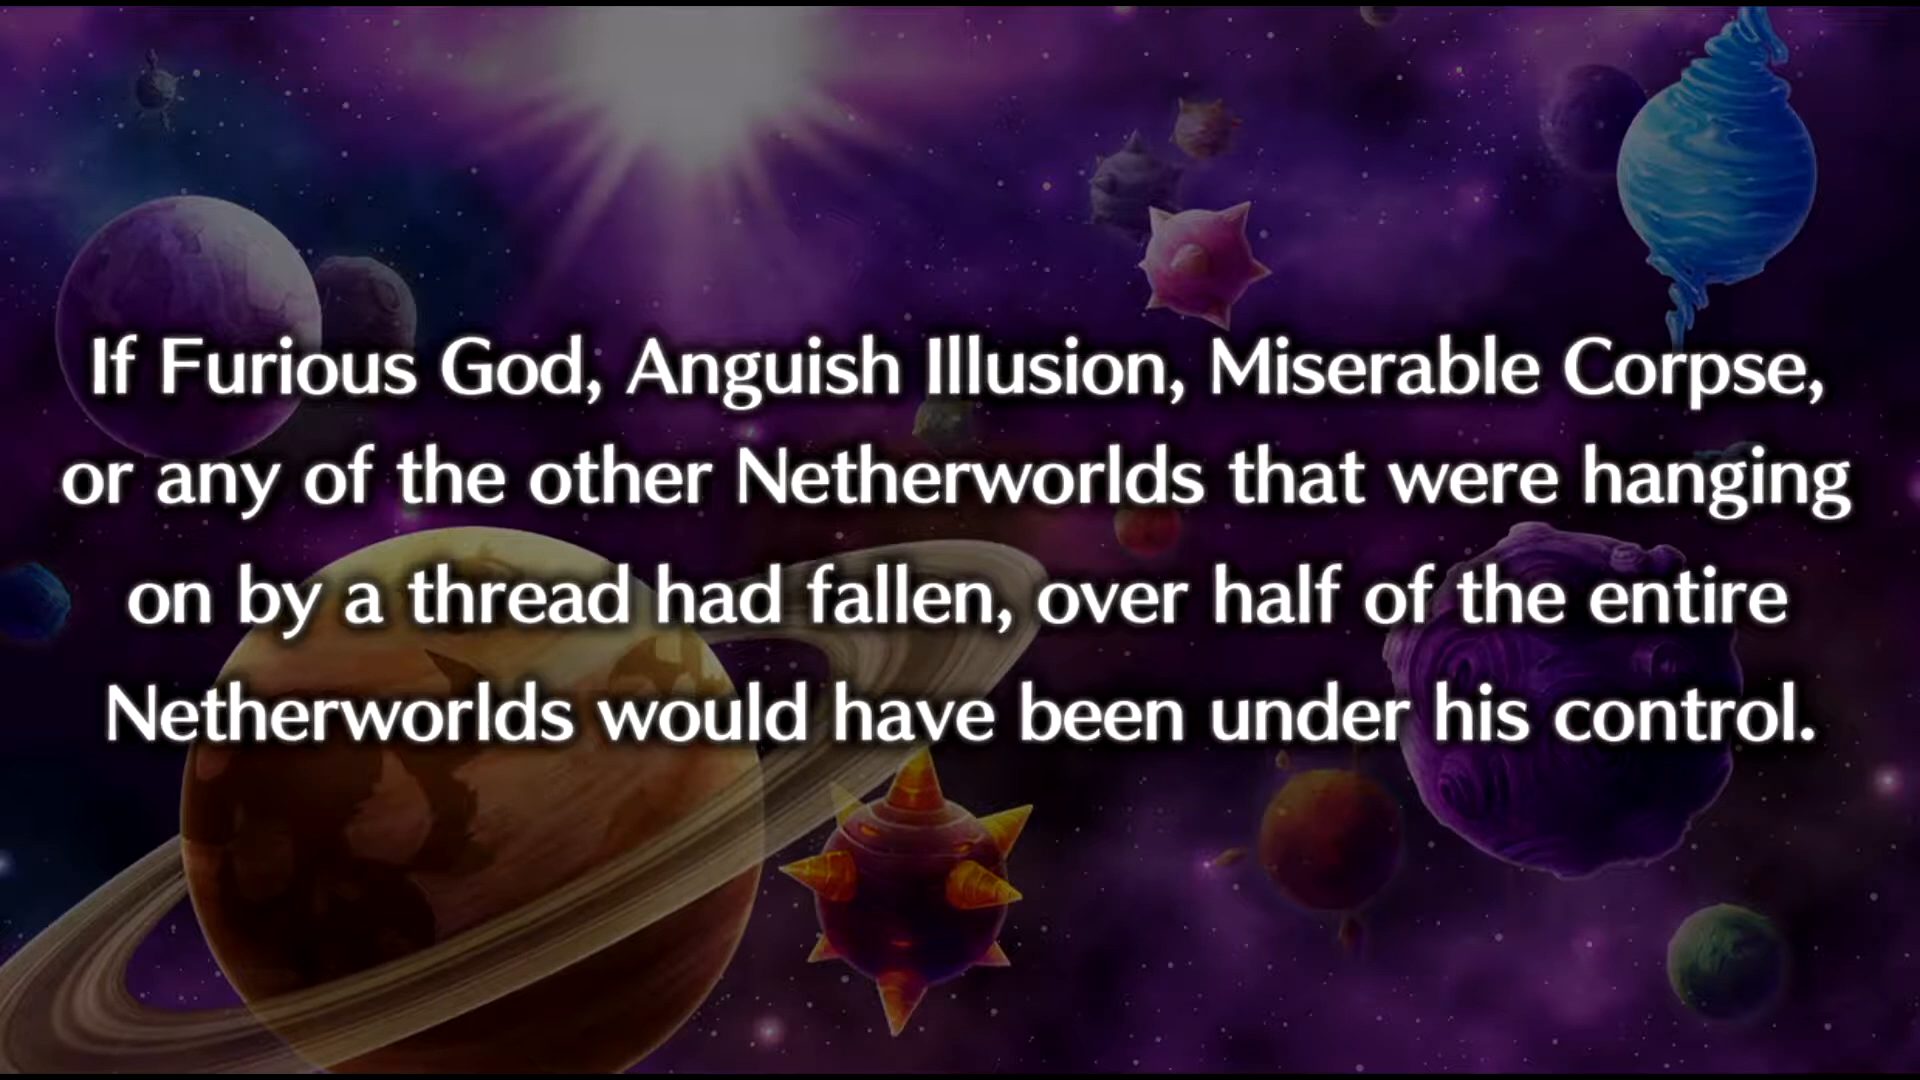 If Furious God, Anguish Illusion, Miserable Corpse,
or any of the other Netherworlds that were hanging
on by a thread had fallen, over half of the entire
Netherworlds would have been under his control.